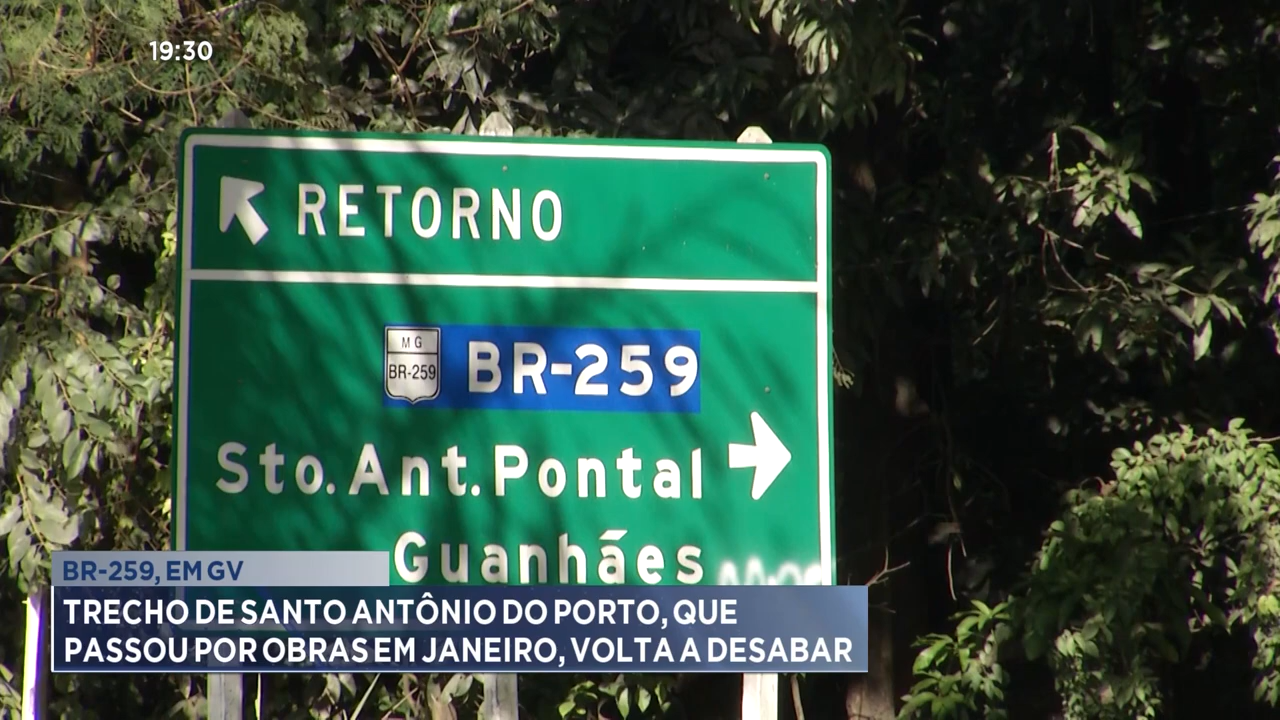 19:30
RETORNO
MG
BR-259
BR-259
Sto. Ant. Pontal
Guanhães
BR-259, EM GV
TRECHO DE SANTO ANTÔNIO DO PORTO, QUE
PASSOU POR OBRAS EM JANEIRO, VOLTA A DESABAR